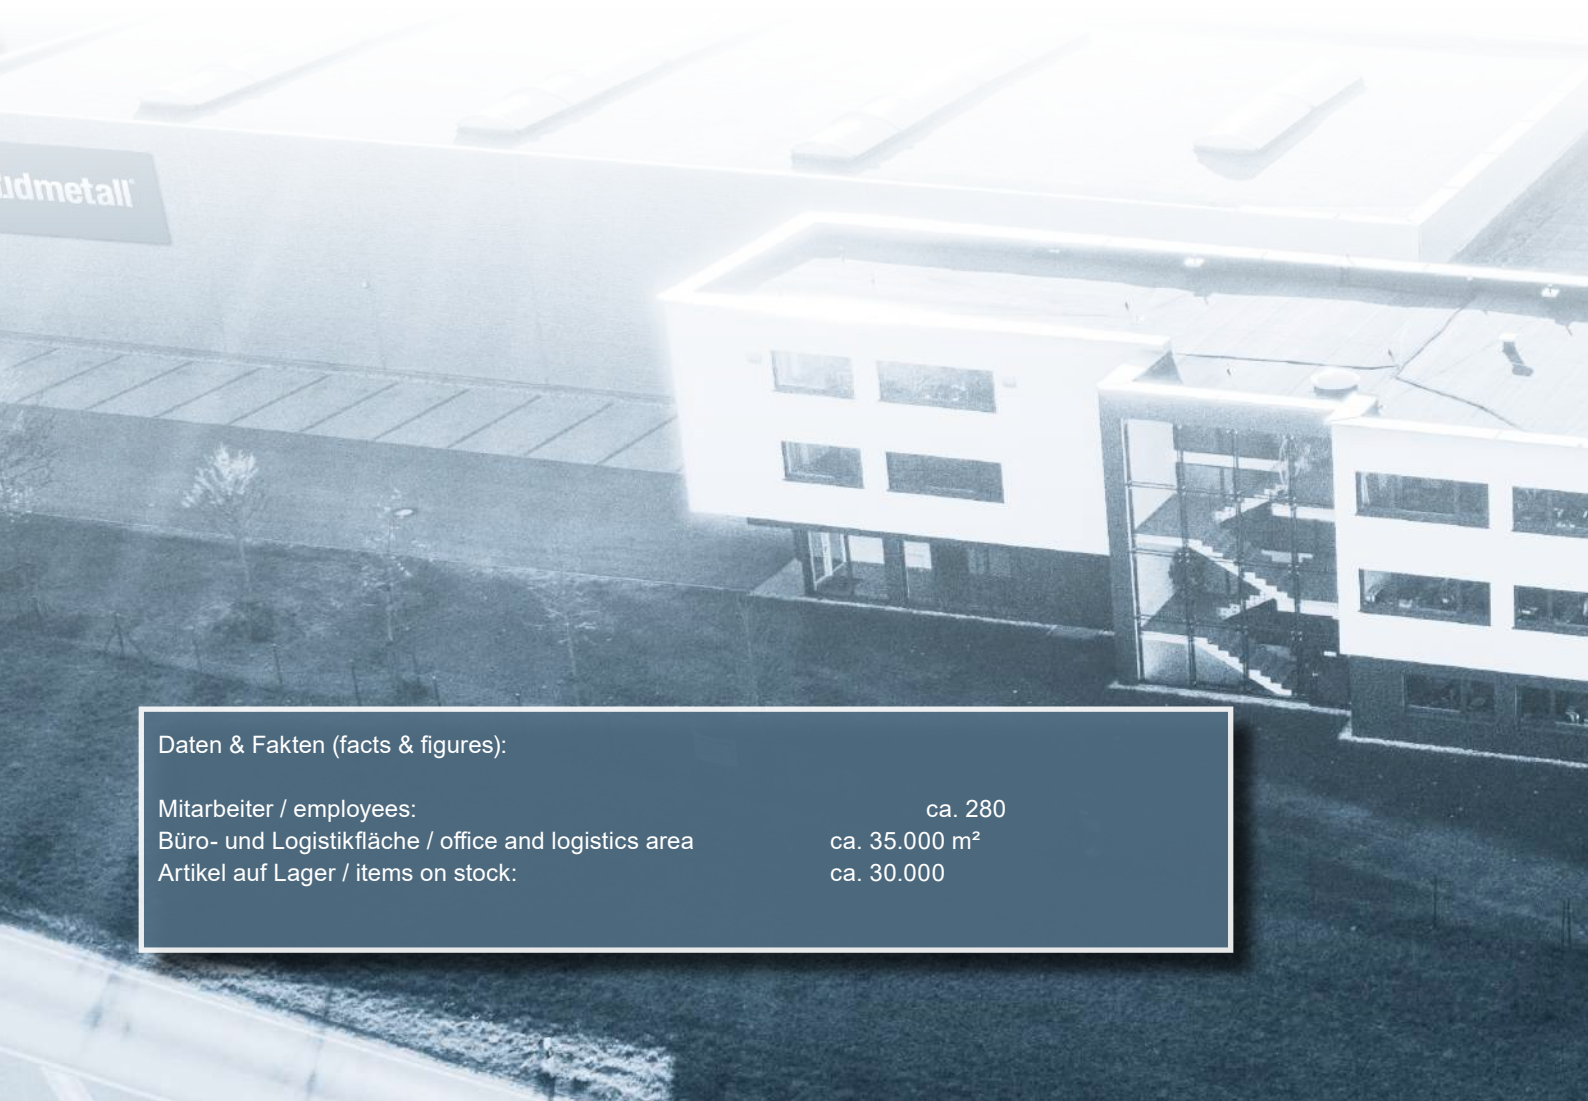 üdmetall
Daten & Fakten (facts & figures):
Mitarbeiter / employees: ca. 280
Büro- und Logistikfläche / office and logistics area ca. 35.000 m²
Artikel auf Lager / items on stock: ca. 30.000